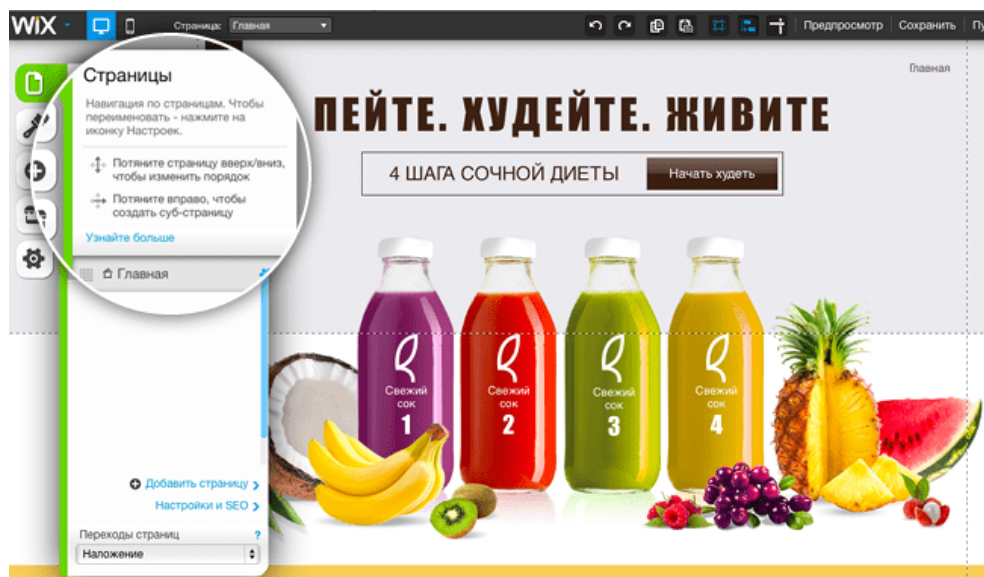 WiX
Страница: Главная
Предпросмотр
Сохранить
Страницы
Навигация по страницам. Чтобы
переименовать - нажмите на
иконку Настроек.
Потяните страницу вверх/вниз,
чтобы изменить порядок
Потяните вправо, чтобы
создать суб-страницу
Узнайте больше
Главная
Добавить страницу
Настройки и SEO
Переходы страниц ?
Наложение
Главная
ПЕЙТЕ. ХУДЕЙТЕ. ЖИВИТЕ
4 ШАГА СОЧНОЙ ДИЕТЫ
Начать худеть
Свежий
сок
1
Свежий
сок
2
Свежий
сок
3
Свежий
сок
4